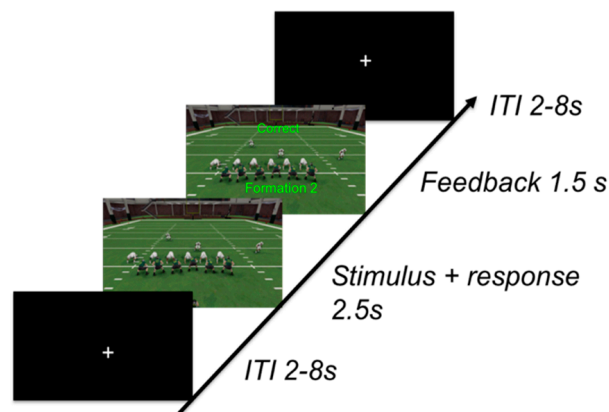 ITI 2-8s
Correct
Feedback 1.5 s
Formation 2
Stimulus + response
2.5s
ITI 2-8s